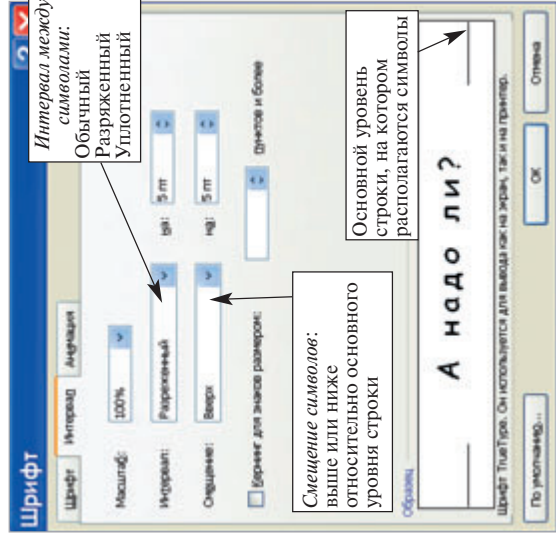 Шрифт
Шрифт Интервал Анимация
Масштаб: 100%
Интервал: Разреженный на: 5 пт
Смещение: Вверх на: 5 пт
Кернинг для знаков размером: пунктов и более
Образец
А надо ли?
Шрифт TrueType. Он используется для вывода как на экран, так и на принтер.
По умолчанию... ОК Отмена
Интервал между
символами:
Обычный
Разряженный
Уплотненный
Смещение символов:
выше или ниже
относительно основного
уровня строки
Основной уровень
строки, на котором
располагаются символы